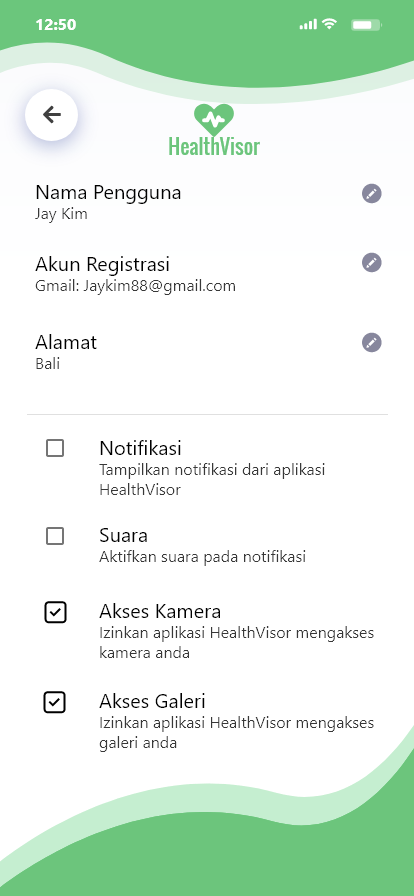 12:50
HealthVisor
Nama Pengguna
Jay Kim
Akun Registrasi
Gmail: Jaykim88@gmail.com
Alamat
Bali
Notifikasi
Tampilkan notifikasi dari aplikasi
HealthVisor
Suara
Aktifkan suara pada notifikasi
Akses Kamera
Izinkan aplikasi HealthVisor mengakses
kamera anda
Akses Galeri
Izinkan aplikasi HealthVisor mengakses
galeri anda